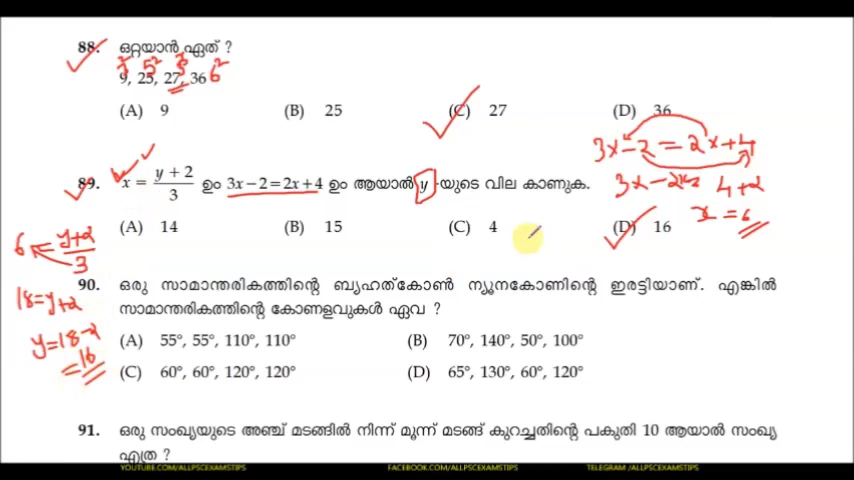 88. ഒറ്റയാൻ ഏത് ?
3² 5² 3³ 6²
9, 25, 27, 36
(A) 9 (B) 25 (C) 27 (D) 36
3x-2=2x+4
89. x = y + 2 / 3 ഉം 3x-2=2x+4 ഉം ആയാൽ y -യുടെ വില കാണുക.
3x-2x= 4+2
x = 6
(A) 14 (B) 15 (C) 4 (D) 16
6 = y+2 / 3
18=y+2
y=18-2
=16
90. ഒരു സാമാന്തരികത്തിന്റെ ബൃഹത്കോൺ ന്യൂനകോണിന്റെ ഇരട്ടിയാണ്. എങ്കിൽ
സാമാന്തരികത്തിന്റെ കോണളവുകൾ ഏവ ?
(A) 55°, 55°, 110°, 110° (B) 70°, 140°, 50°, 100°
(C) 60°, 60°, 120°, 120° (D) 65°, 130°, 60°, 120°
91. ഒരു സംഖ്യയുടെ അഞ്ച് മടങ്ങിൽ നിന്ന് മൂന്ന് മടങ്ങ് കുറച്ചതിന്റെ പകുതി 10 ആയാൽ സംഖ്യ
എത്ര ?
YOUTUBE.COM/ALLPSCEXAMSTIPS FACEBOOK.COM/ALLPSCEXAMSTIPS TELEGRAM /ALLPSCEXAMSTIPS